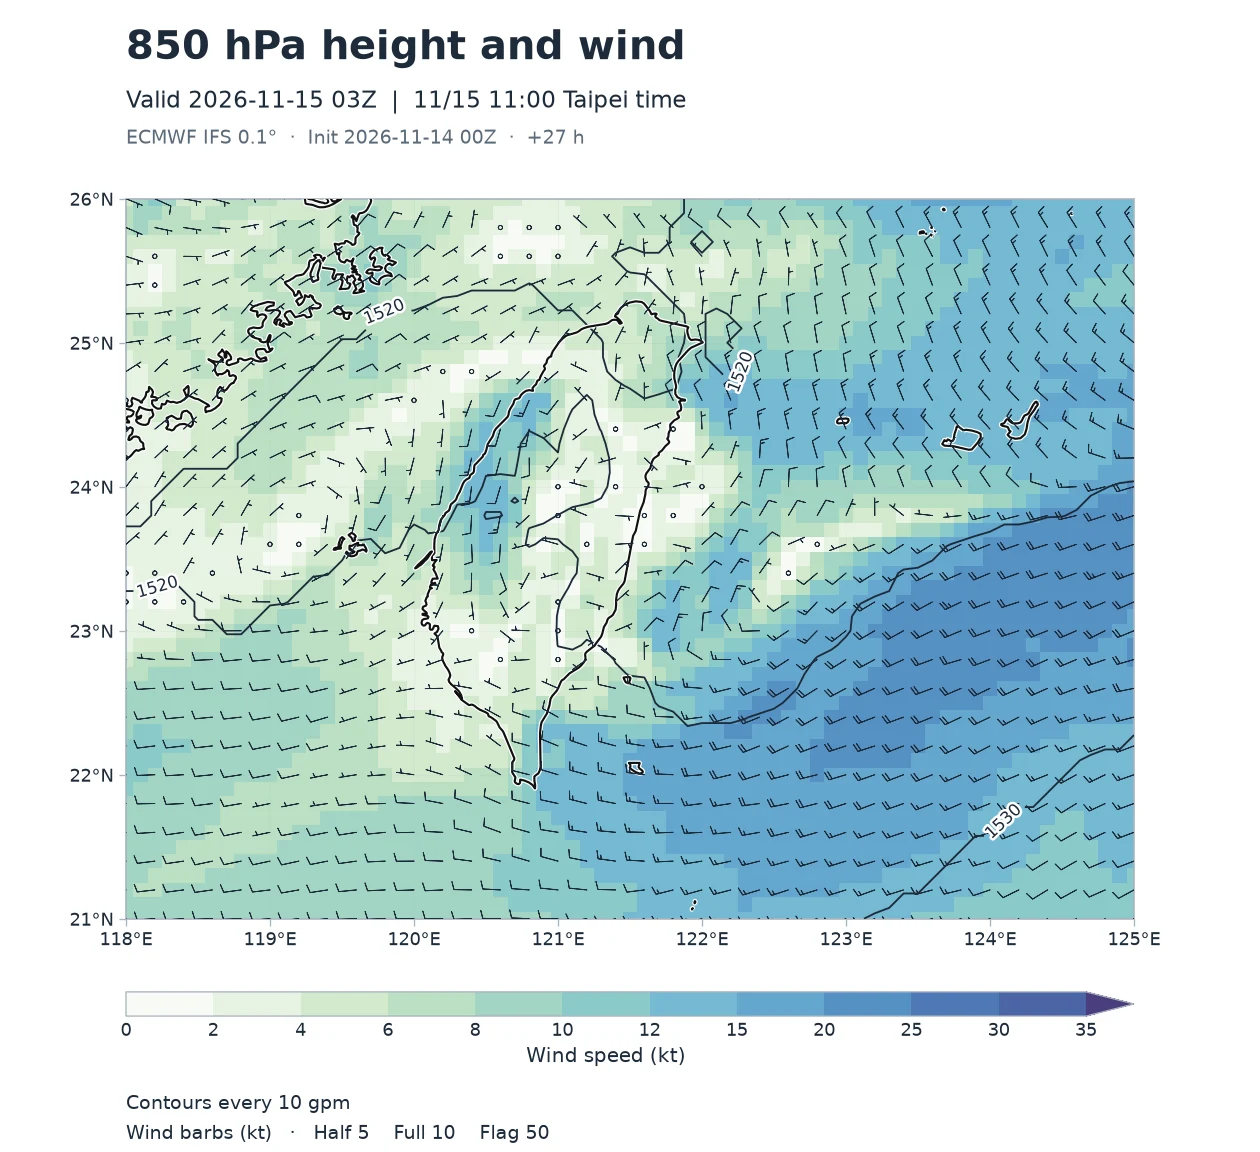 850 hPa height and wind
Valid 2026-11-15 03Z | 11/15 11:00 Taipei time
ECMWF IFS 0.1° · Init 2026-11-14 00Z · +27 h
26°N
25°N
24°N
23°N
22°N
21°N
1520
1520
1520
1530
118°E 119°E 120°E 121°E 122°E 123°E 124°E 125°E
0 2 4 6 8 10 12 15 20 25 30 35
Wind speed (kt)
Contours every 10 gpm
Wind barbs (kt) · Half 5 Full 10 Flag 50